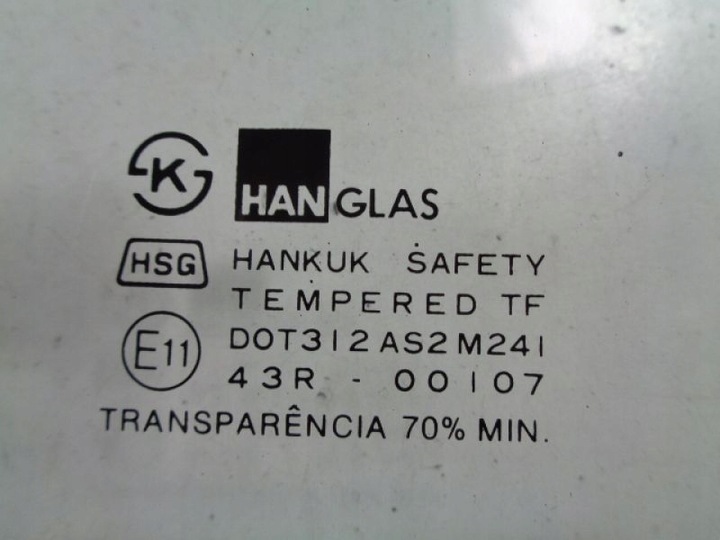 K HANGLAS
HSG HANKUK SAFETY
TEMPERED TF
E11 DOT312AS2M241
43R - 00107
TRANSPARÊNCIA 70% MIN.